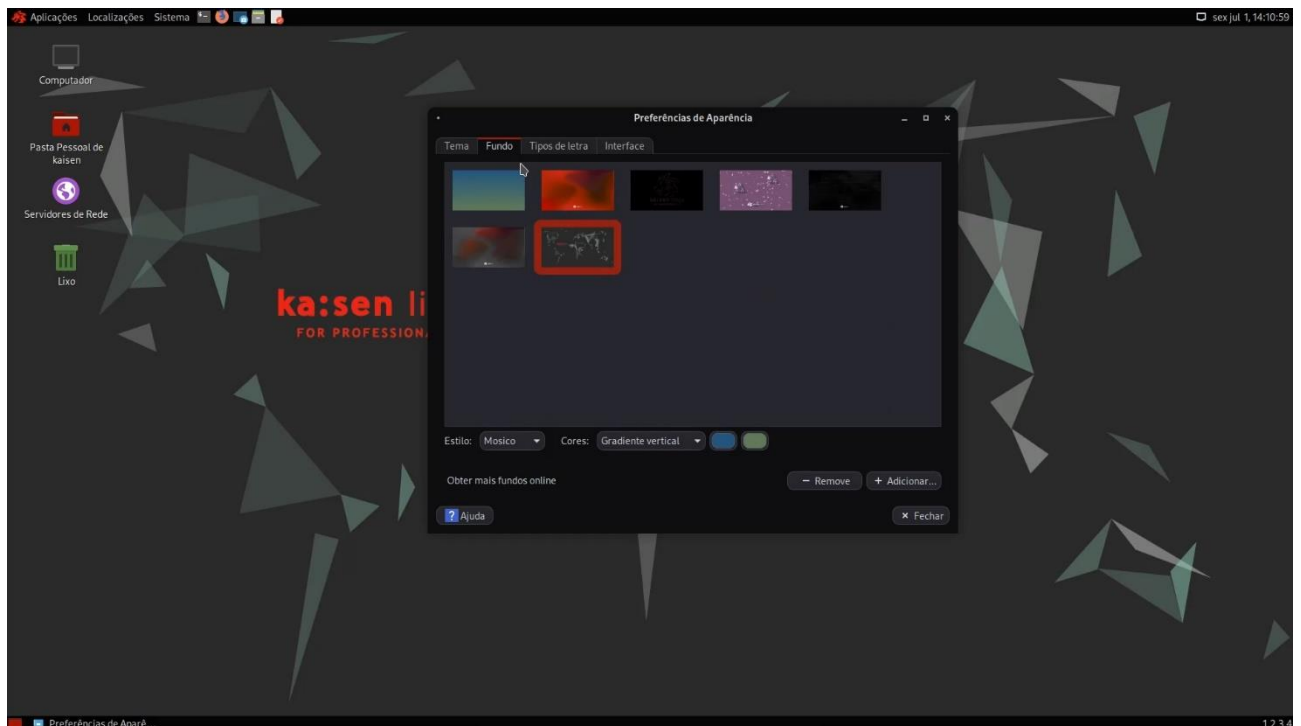 Aplicações Localizações Sistema
sex jul 1, 14:10:59
Computador
Pasta Pessoal de
kaisen
Servidores de Rede
Lixo
ka:sen li
FOR PROFESSION
Preferências de Aparência
Tema Fundo Tipos de letra Interface
Estilo: Mosico Cores: Gradiente vertical
Obter mais fundos online
Remove + Adicionar...
? Ajuda
× Fechar
Preferências de Aparê...
1 2 3 4